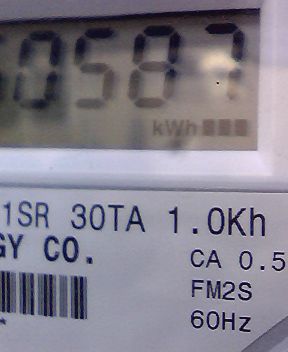 0587
kWh
1SR 30TA 1.0Kh
GY CO.
CA 0.5
FM2S
60Hz